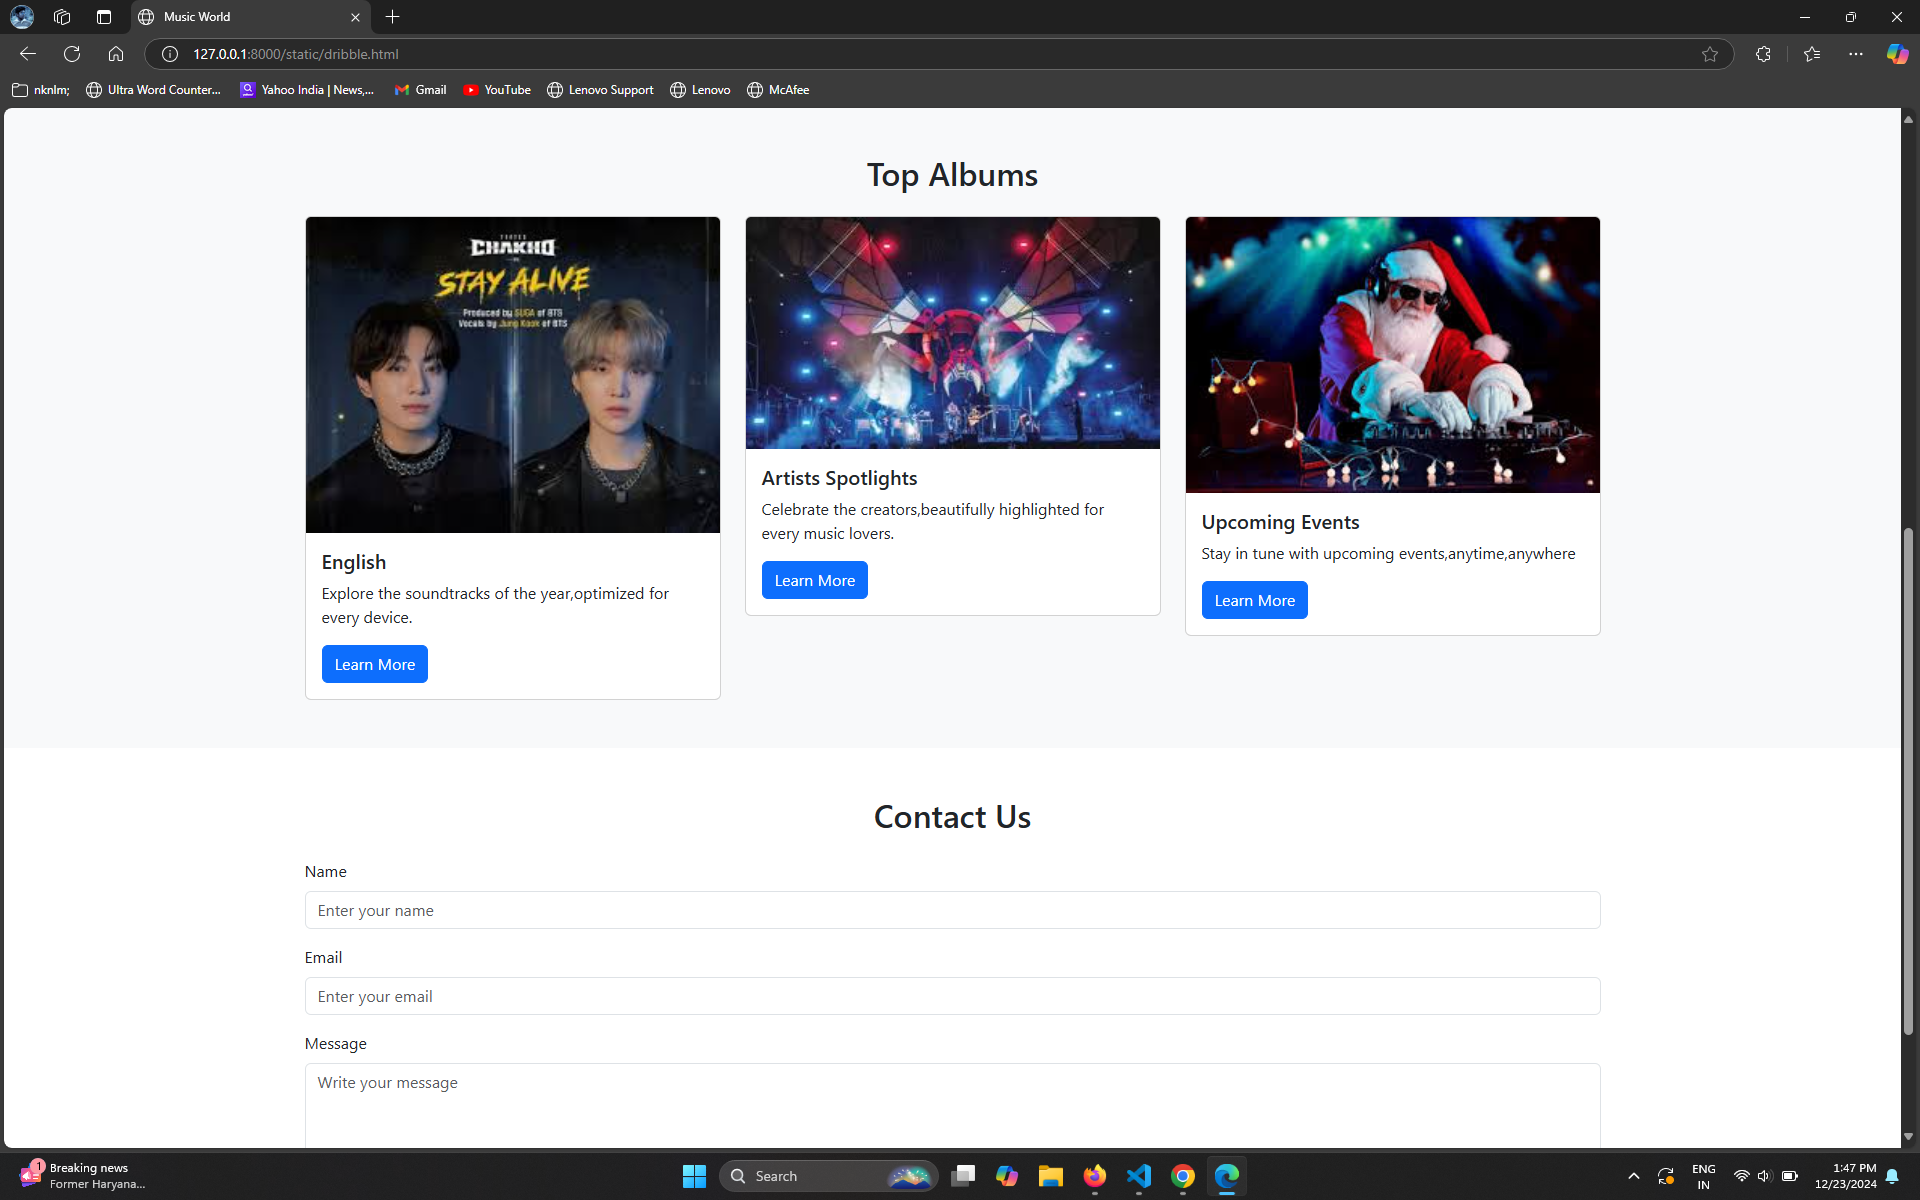 Music World
127.0.0.1:8000/static/dribble.html
nknlm;
Ultra Word Counter...
Yahoo India | News,...
Gmail
YouTube
Lenovo Support
Lenovo
McAfee
Top Albums
CHAKHO
STAY ALIVE
Produced by SUGA of BTS
Vocals by Jung Kook of BTS
English
Explore the soundtracks of the year,optimized for
every device.
Learn More
Artists Spotlights
Celebrate the creators,beautifully highlighted for
every music lovers.
Learn More
Upcoming Events
Stay in tune with upcoming events,anytime,anywhere
Learn More
Contact Us
Name
Enter your name
Email
Enter your email
Message
Write your message
1
Breaking news
Former Haryana...
Search
ENG
IN
1:47 PM
12/23/2024